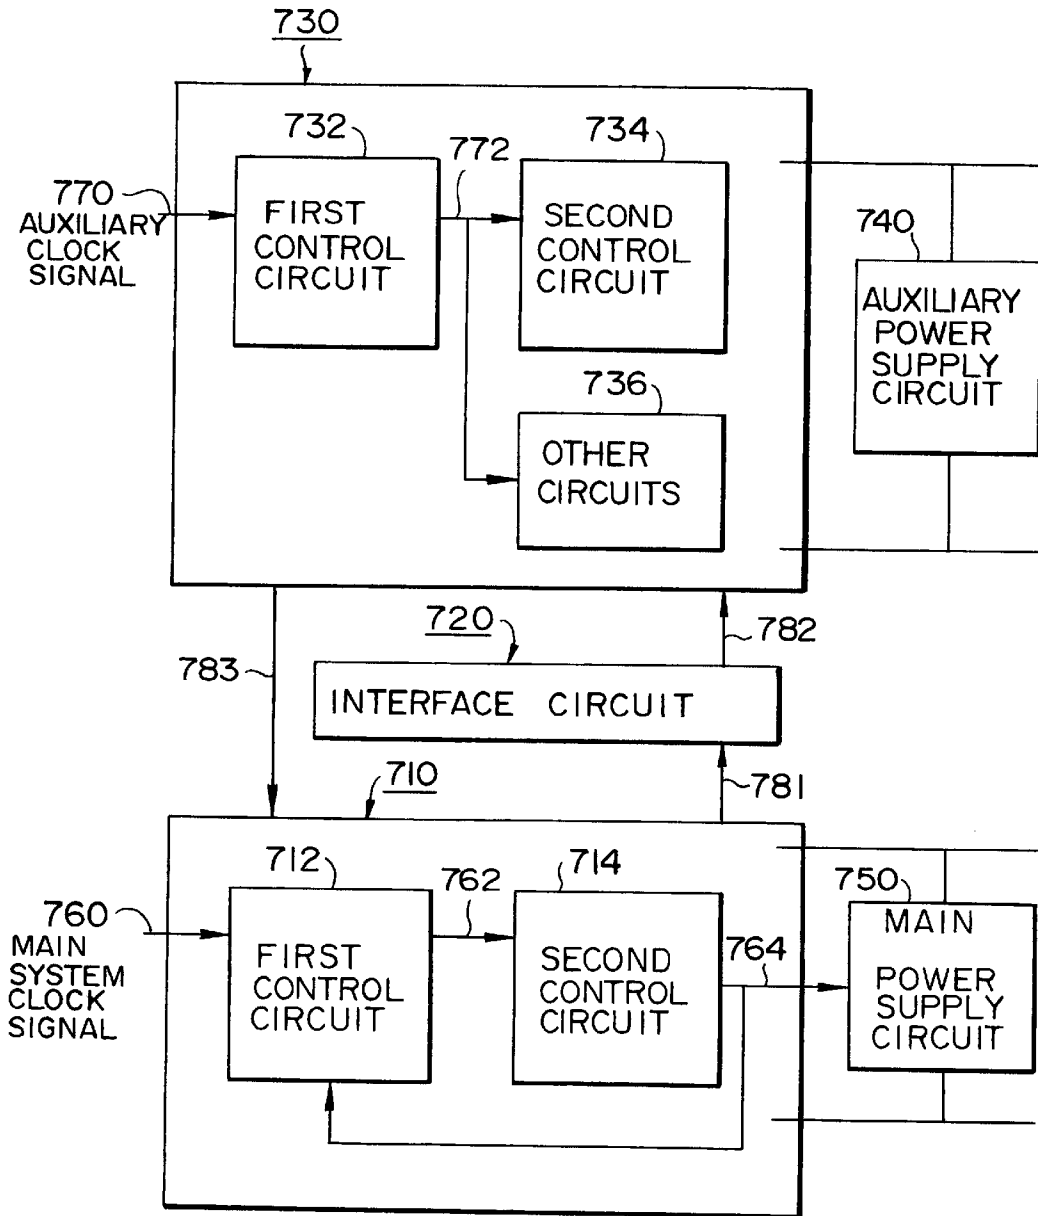 730
732
772
734
770
AUXILIARY
CLOCK
SIGNAL
FIRST
CONTROL
CIRCUIT
SECOND
CONTROL
CIRCUIT
740
AUXILIARY
POWER
SUPPLY
CIRCUIT
736
OTHER
CIRCUITS
720
782
783
INTERFACE CIRCUIT
710
781
712
762
714
750
760
MAIN
SYSTEM
CLOCK
SIGNAL
FIRST
CONTROL
CIRCUIT
SECOND
CONTROL
CIRCUIT
764
MAIN
POWER
SUPPLY
CIRCUIT